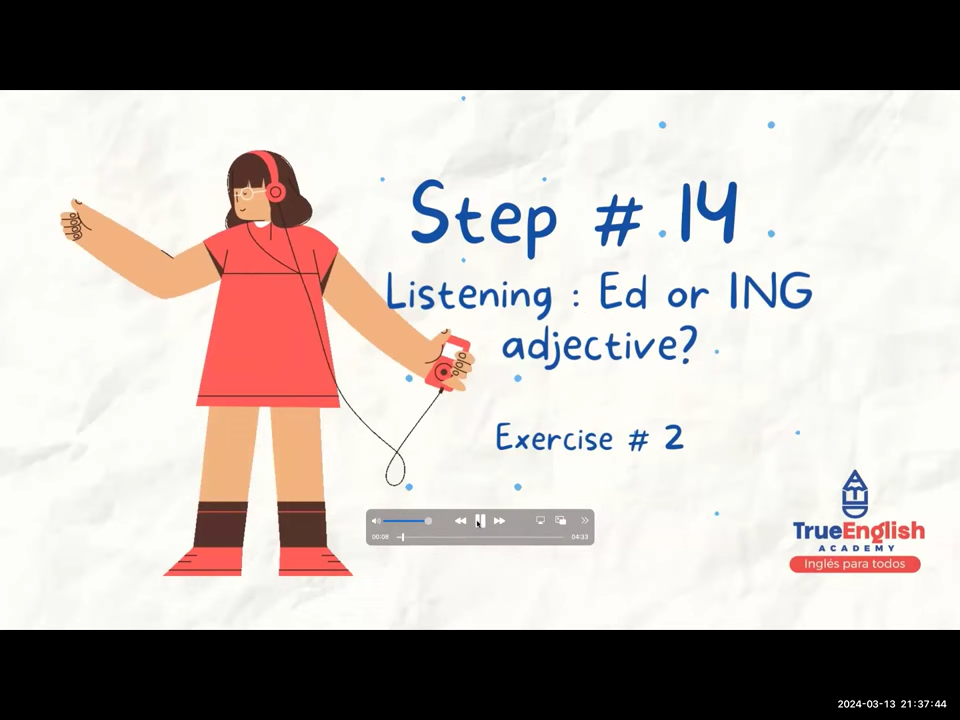 Step # 14
Listening : Ed or ING
adjective?
Exercise # 2
00:08
04:33
TrueEnglish
ACADEMY
Inglés para todos
2024-03-13 21:37:44